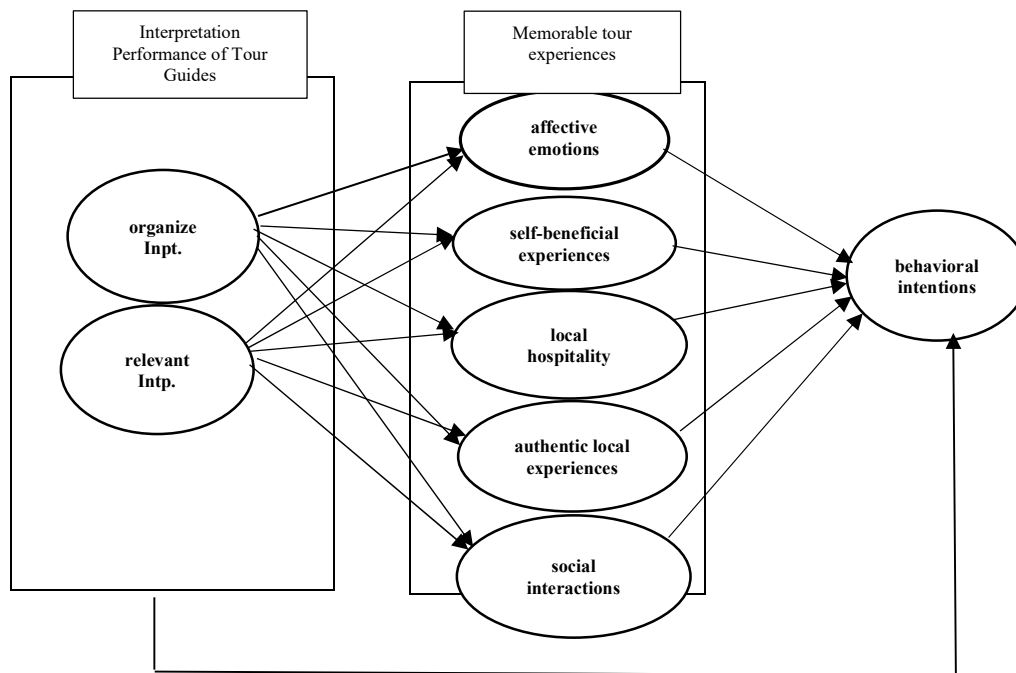 Interpretation
Performance of Tour
Guides
Memorable tour
experiences
organize
Inpt.
relevant
Intp.
affective
emotions
self-beneficial
experiences
local
hospitality
authentic local
experiences
social
interactions
behavioral
intentions